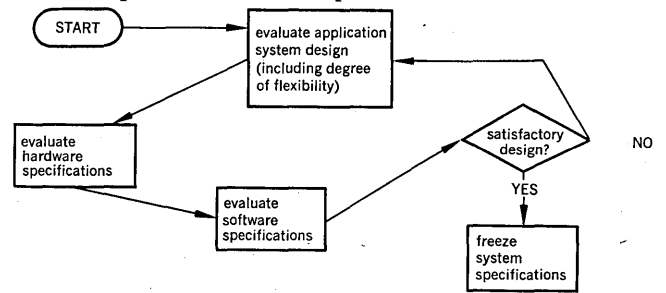 START
evaluate application
system design
(including degree
of flexibility)
evaluate
hardware
specifications
evaluate
software
specifications
satisfactory
design?
NO
YES
freeze
system
specifications